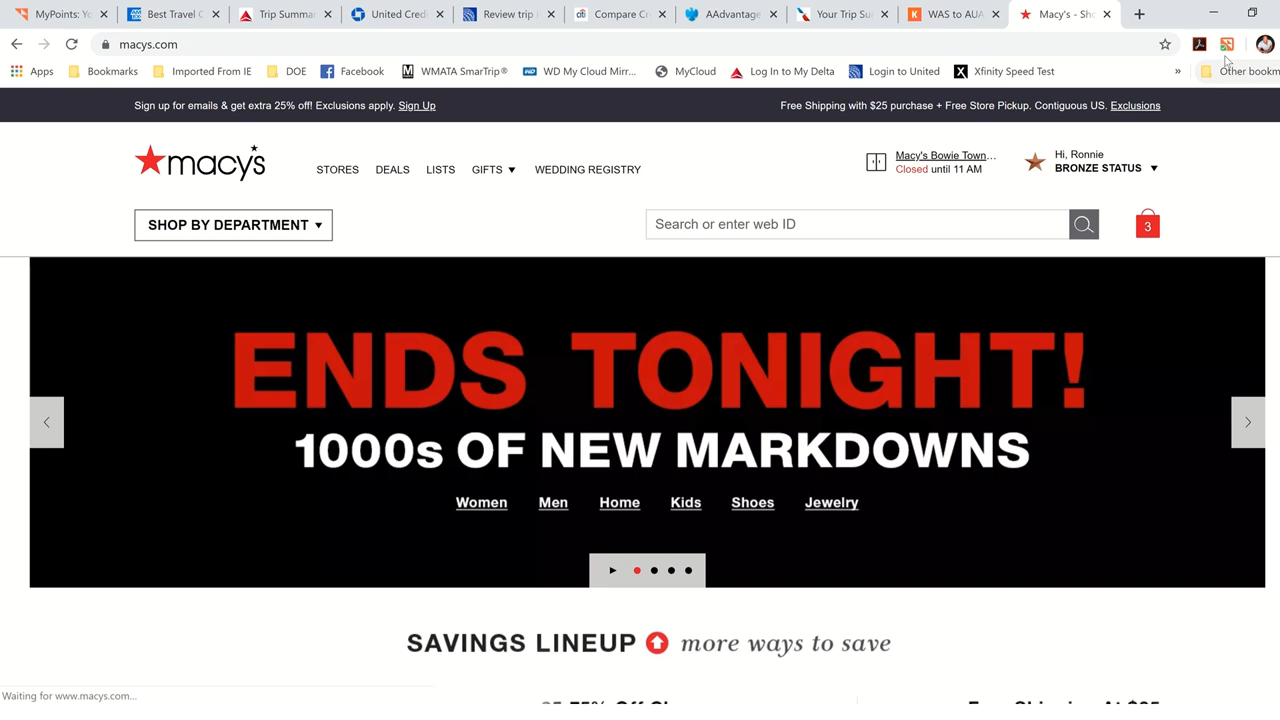 MyPoints: Yo
Best Travel C
Trip Summar
United Credi
Review trip
Compare Cr
AAdvantage
Your Trip Su
WAS to AUA
Macy's - Sho
macys.com
Apps
Bookmarks
Imported From IE
DOE
Facebook
WMATA SmarTrip®
WD My Cloud Mirr...
MyCloud
Log In to My Delta
Login to United
Xfinity Speed Test
»
Other bookm
Sign up for emails & get extra 25% off! Exclusions apply. Sign Up
Free Shipping with $25 purchase + Free Store Pickup. Contiguous US. Exclusions
macy's
STORES
DEALS
LISTS
GIFTS
WEDDING REGISTRY
Macy's Bowie Town...
Closed until 11 AM
Hi, Ronnie
BRONZE STATUS
SHOP BY DEPARTMENT
Search or enter web ID
3
ENDS TONIGHT!
1000s OF NEW MARKDOWNS
Women Men Home Kids Shoes Jewelry
SAVINGS LINEUP more ways to save
Waiting for www.macys.com...